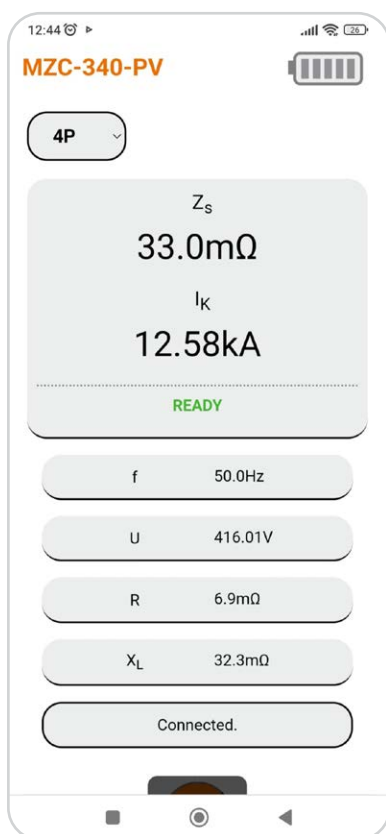 12:44 26
MZC-340-PV
4P
Zs
33.0mΩ
IK
12.58kA
READY
f 50.0Hz
U 416.01V
R 6.9mΩ
XL 32.3mΩ
Connected.